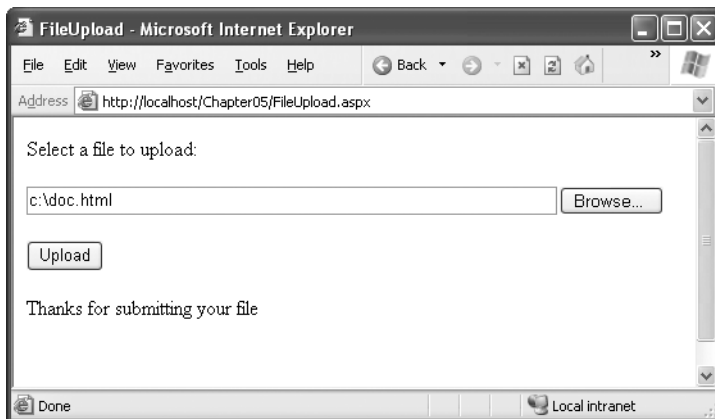 FileUpload - Microsoft Internet Explorer
File Edit View Favorites Tools Help Back »
Address http://localhost/Chapter05/FileUpload.aspx
Select a file to upload:
c:\doc.html Browse...
Upload
Thanks for submitting your file
Done Local intranet